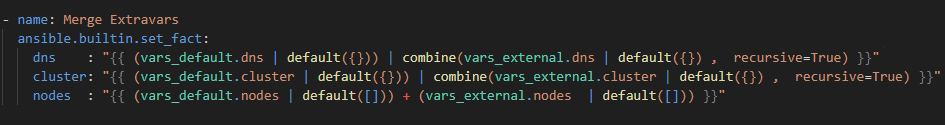 - name: Merge Extravars
  ansible.builtin.set_fact:
    dns    : "{{ (vars_default.dns | default({})) | combine(vars_external.dns | default({}) ,  recursive=True) }}"
    cluster: "{{ (vars_default.cluster | default({})) | combine(vars_external.cluster | default({}) ,  recursive=True) }}"
    nodes  : "{{ (vars_default.nodes | default([])) + (vars_external.nodes  | default([])) }}"